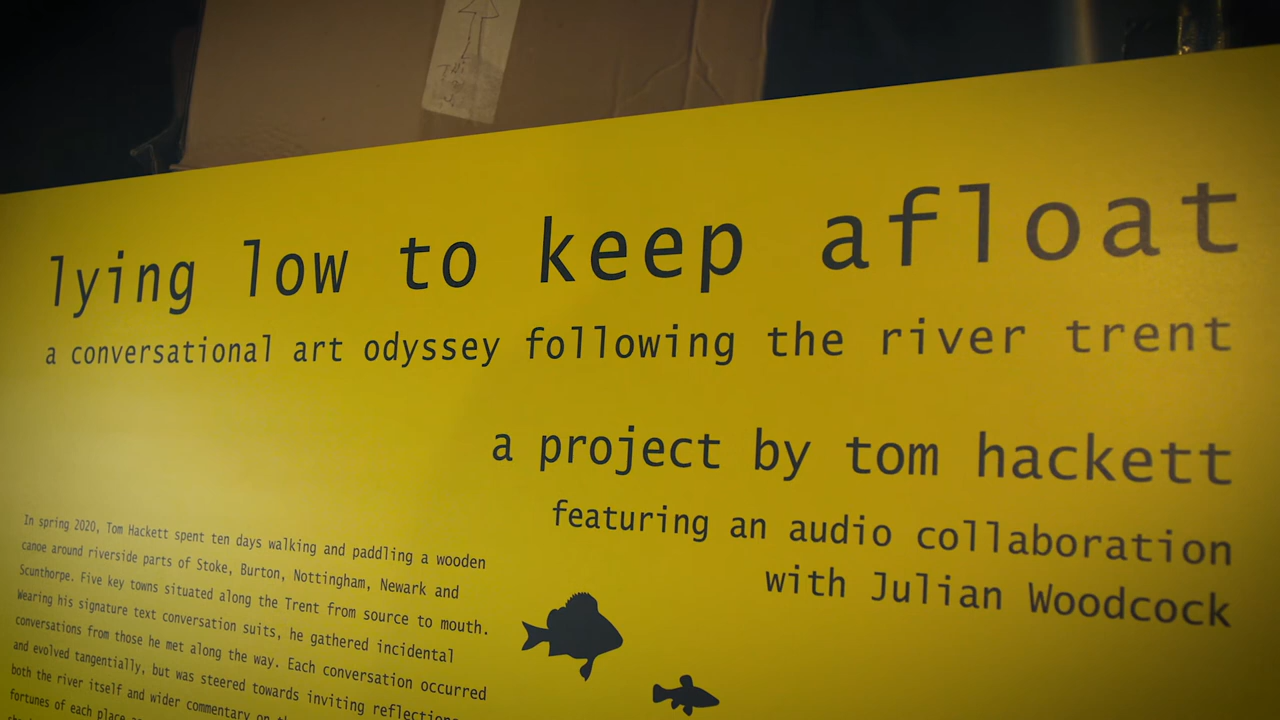 lying low to keep afloat
a conversational art odyssey following the river trent
a project by tom hackett
featuring an audio collaboration
with Julian Woodcock
In spring 2020, Tom Hackett spent ten days walking and paddling a wooden
canoe around riverside parts of Stoke, Burton, Nottingham, Newark and
Scunthorpe. Five key towns situated along the Trent from source to mouth.
Wearing his signature text conversation suits, he gathered incidental
conversations from those he met along the way. Each conversation occurred
and evolved tangentially, but was steered towards inviting reflections
both the river itself and wider commentary on
fortunes of each place